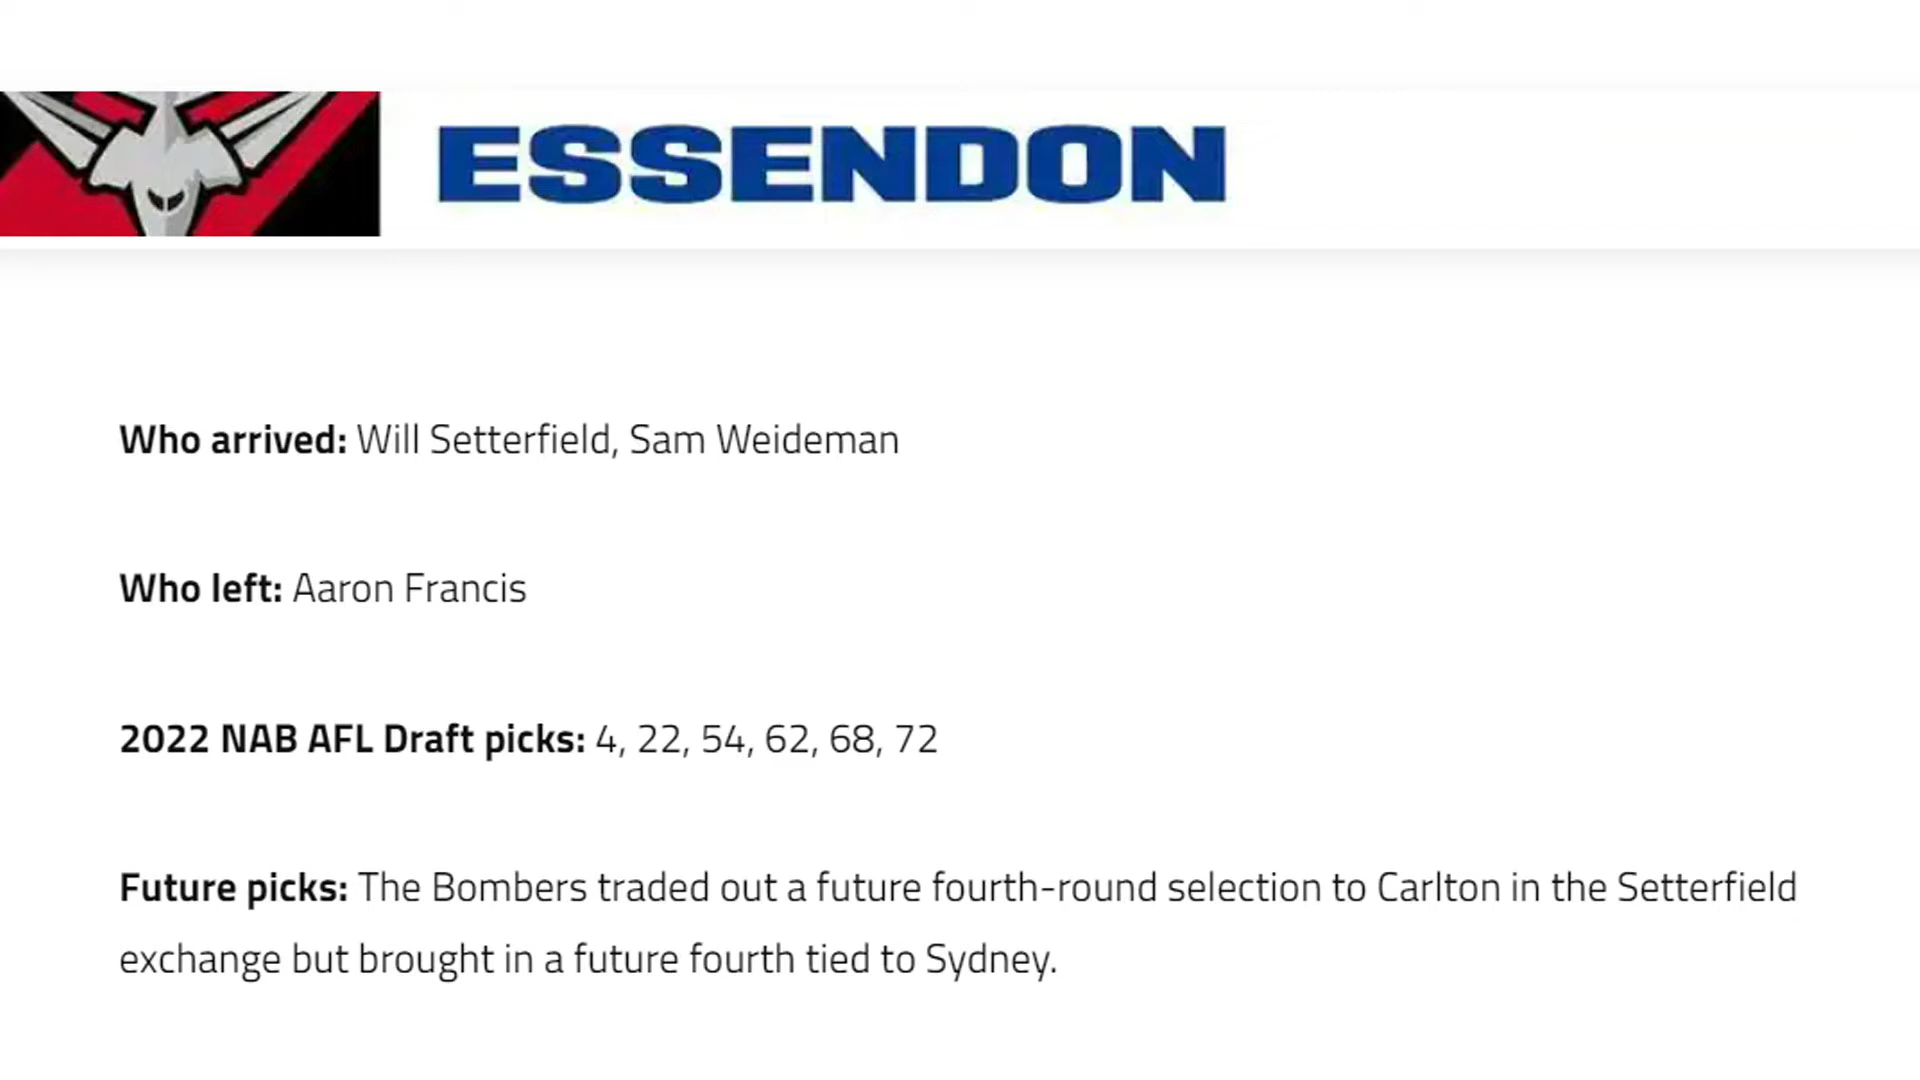 ESSENDON
Who arrived: Will Setterfield, Sam Weideman
Who left: Aaron Francis
2022 NAB AFL Draft picks: 4, 22, 54, 62, 68, 72
Future picks: The Bombers traded out a future fourth-round selection to Carlton in the Setterfield
exchange but brought in a future fourth tied to Sydney.